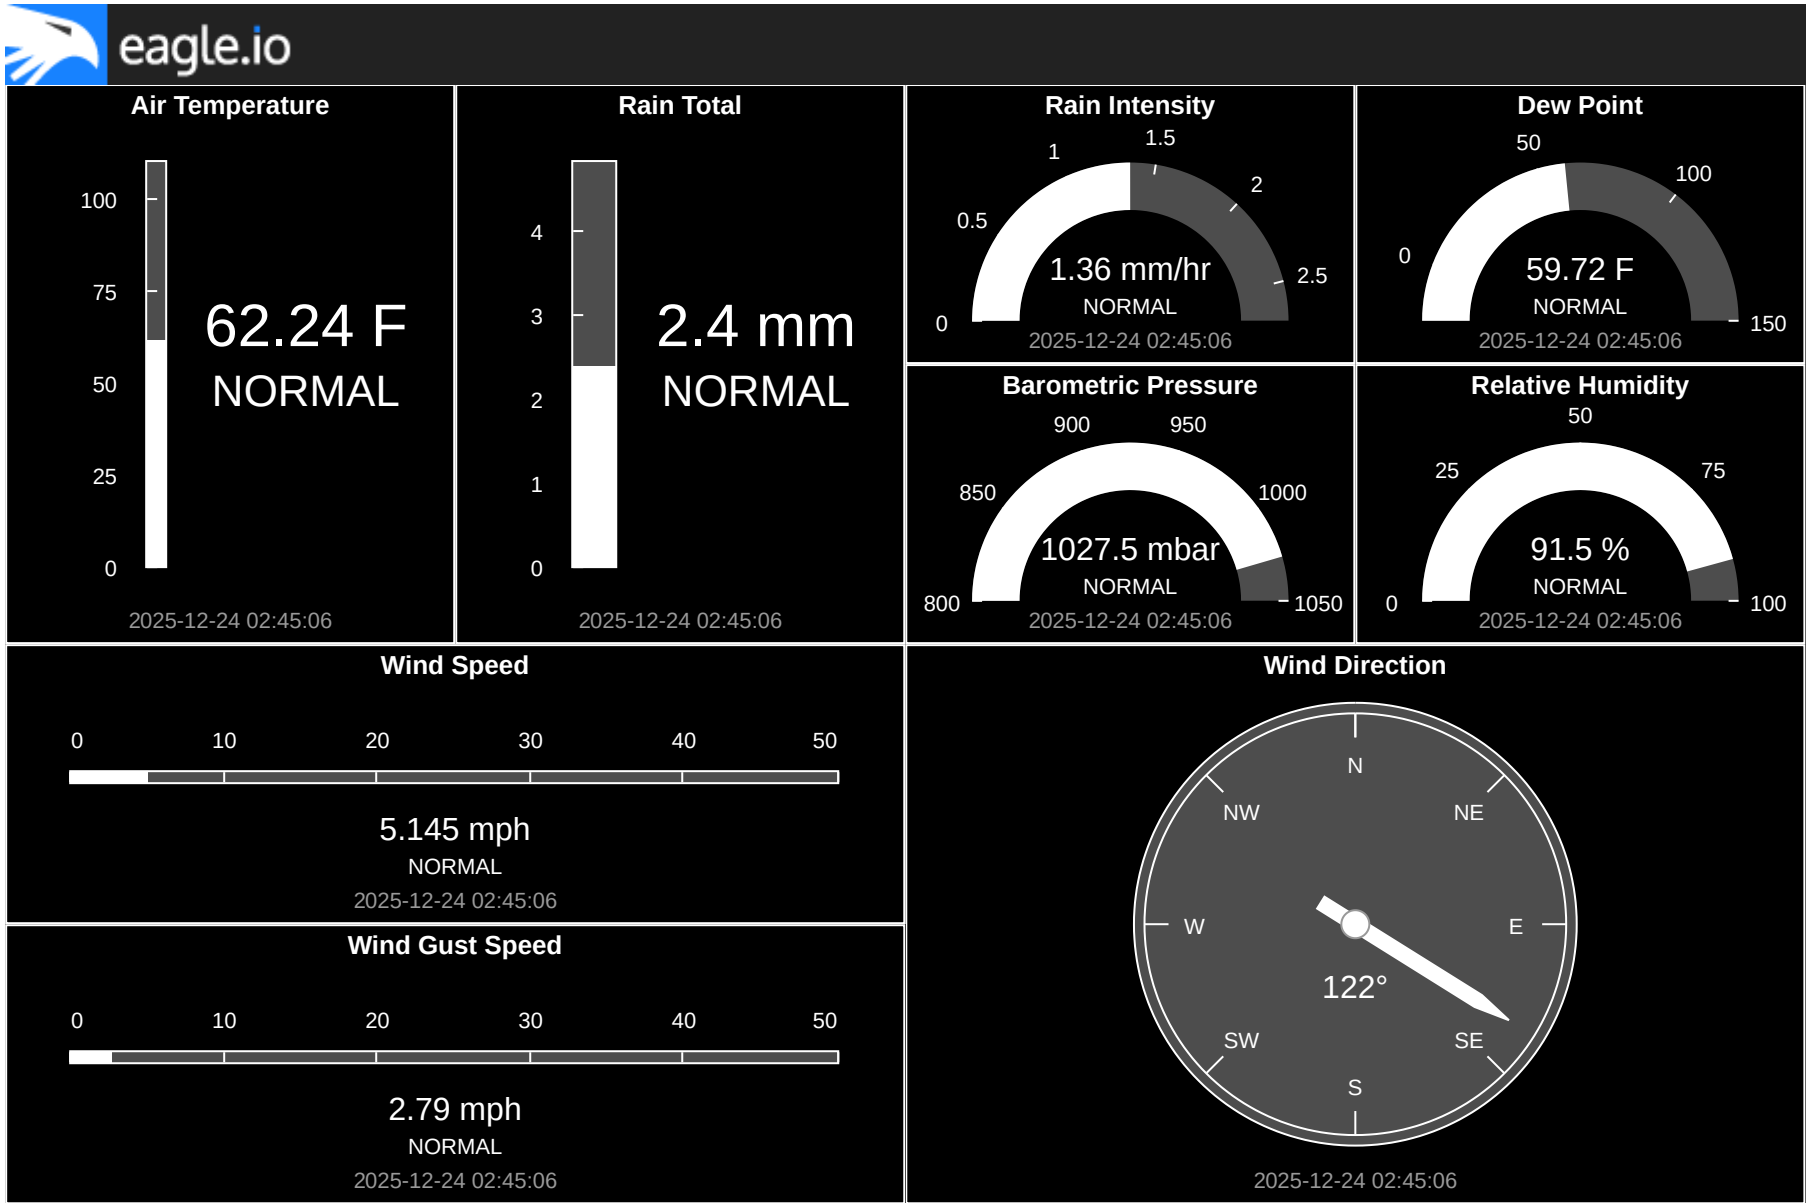 eagle.io
Air Temperature
100
75
50
25
0
62.24 F
NORMAL
2025-12-24 02:45:06
Rain Total
4
3
2
1
0
2.4 mm
NORMAL
2025-12-24 02:45:06
Rain Intensity
0
0.5
1
1.5
2
2.5
1.36 mm/hr
NORMAL
2025-12-24 02:45:06
Dew Point
0
50
100
150
59.72 F
NORMAL
2025-12-24 02:45:06
Barometric Pressure
800
850
900
950
1000
1050
1027.5 mbar
NORMAL
2025-12-24 02:45:06
Relative Humidity
0
25
50
75
100
91.5 %
NORMAL
2025-12-24 02:45:06
Wind Speed
0 10 20 30 40 50
5.145 mph
NORMAL
2025-12-24 02:45:06
Wind Gust Speed
0 10 20 30 40 50
2.79 mph
NORMAL
2025-12-24 02:45:06
Wind Direction
N
NW NE
W E
122°
SW SE
S
2025-12-24 02:45:06